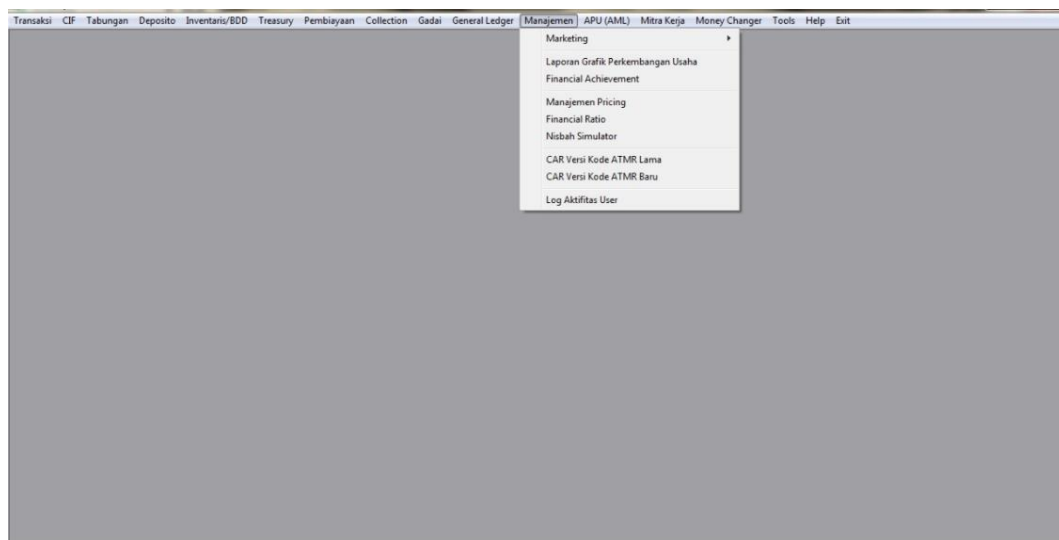 Transaksi CIF Tabungan Deposito Inventaris/BDD Treasury Pembiayaan Collection Gadai General Ledger Manajemen APU (AML) Mitra Kerja Money Changer Tools Help Exit
Marketing
Laporan Grafik Perkembangan Usaha
Financial Achievement
Manajemen Pricing
Financial Ratio
Nisbah Simulator
CAR Versi Kode ATMR Lama
CAR Versi Kode ATMR Baru
Log Aktifitas User